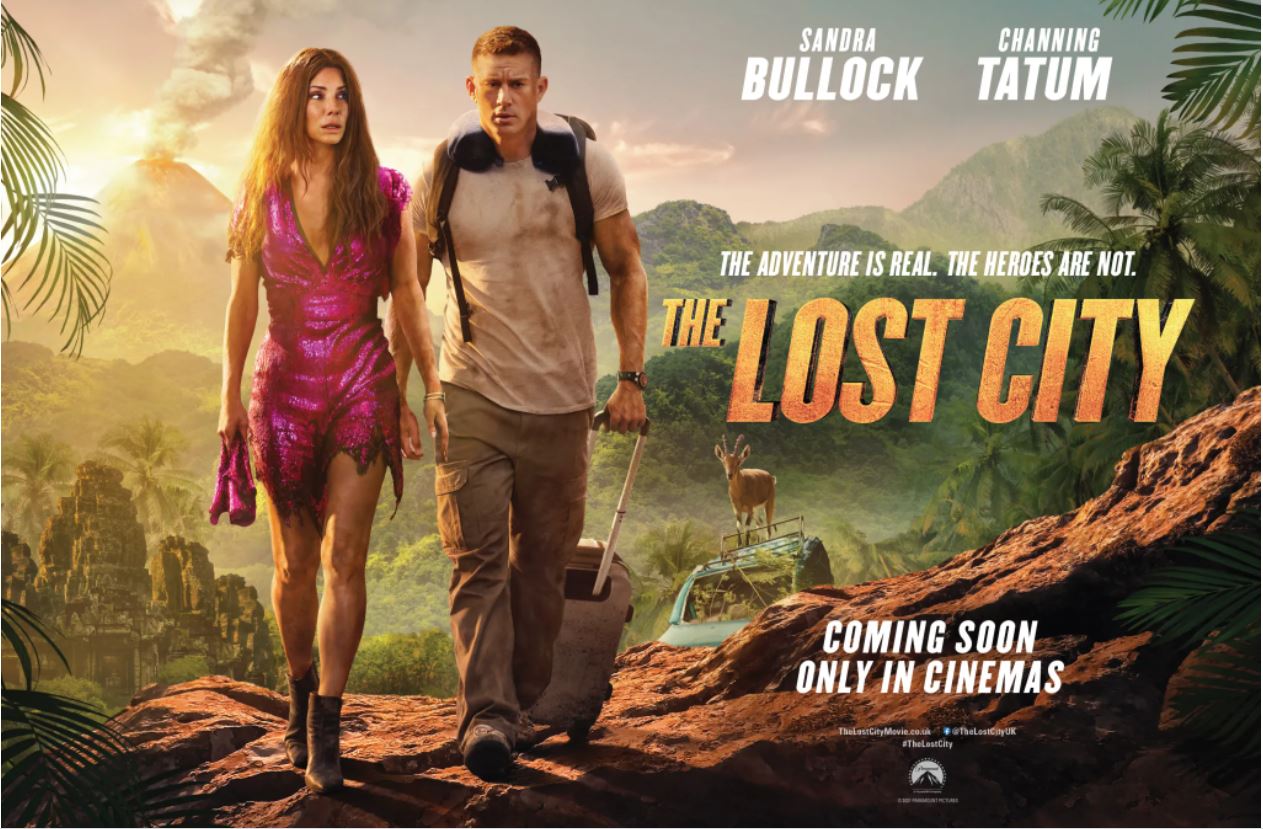 SANDRA
BULLOCK
CHANNING
TATUM
THE ADVENTURE IS REAL. THE HEROES ARE NOT.
THE LOST CITY
COMING SOON
ONLY IN CINEMAS
TheLostCityMovie.co.uk @TheLostCityUK
#TheLostCity
Paramount